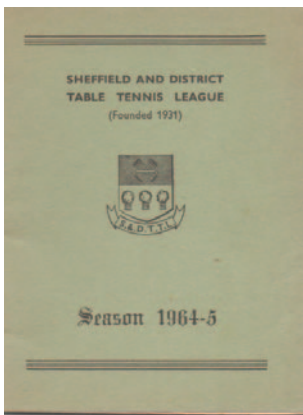 SHEFFIELD AND DISTRICT
TABLE TENNIS LEAGUE
(Founded 1931)
S.& D.T.T.L.
Season 1964-5